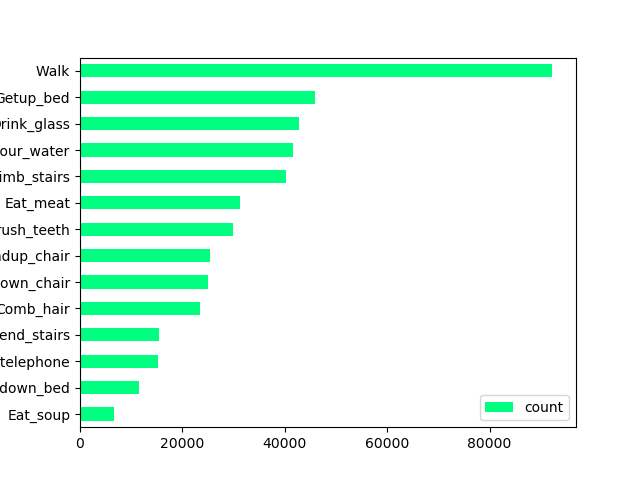 Walk
Getup_bed
rink_glass
our_water
imb_stairs
Eat_meat
rush_teeth
ndup_chair
own_chair
Comb_hair
end_stairs
telephone
down_bed
Eat_soup
count
0 20000 40000 60000 80000